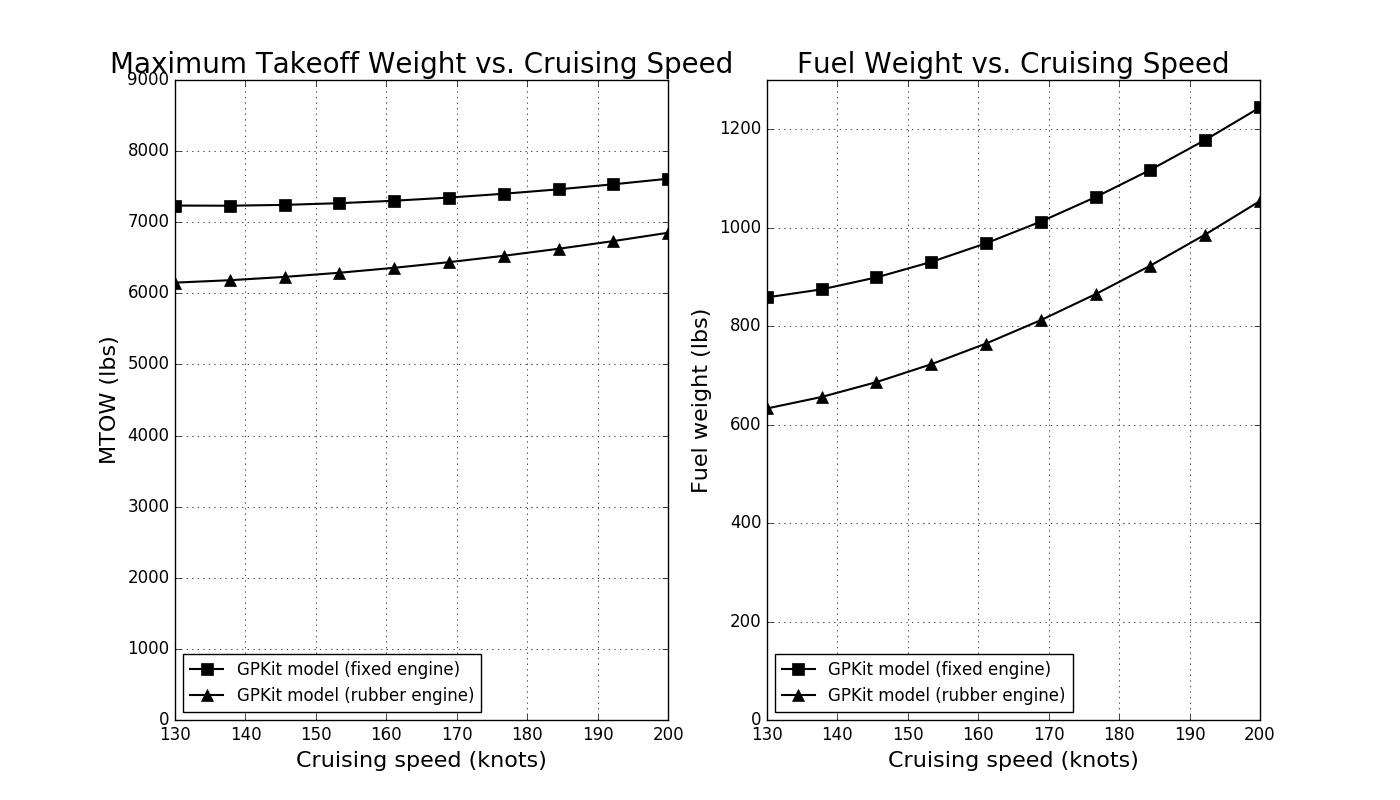 Maximum Takeoff Weight vs. Cruising Speed
9000
8000
7000
6000
5000
4000
3000
2000
1000
0
MTOW (lbs)
GPKit model (fixed engine)
GPKit model (rubber engine)
130 140 150 160 170 180 190 200
Cruising speed (knots)
Fuel Weight vs. Cruising Speed
1200
1000
800
600
400
200
0
Fuel weight (lbs)
GPKit model (fixed engine)
GPKit model (rubber engine)
130 140 150 160 170 180 190 200
Cruising speed (knots)